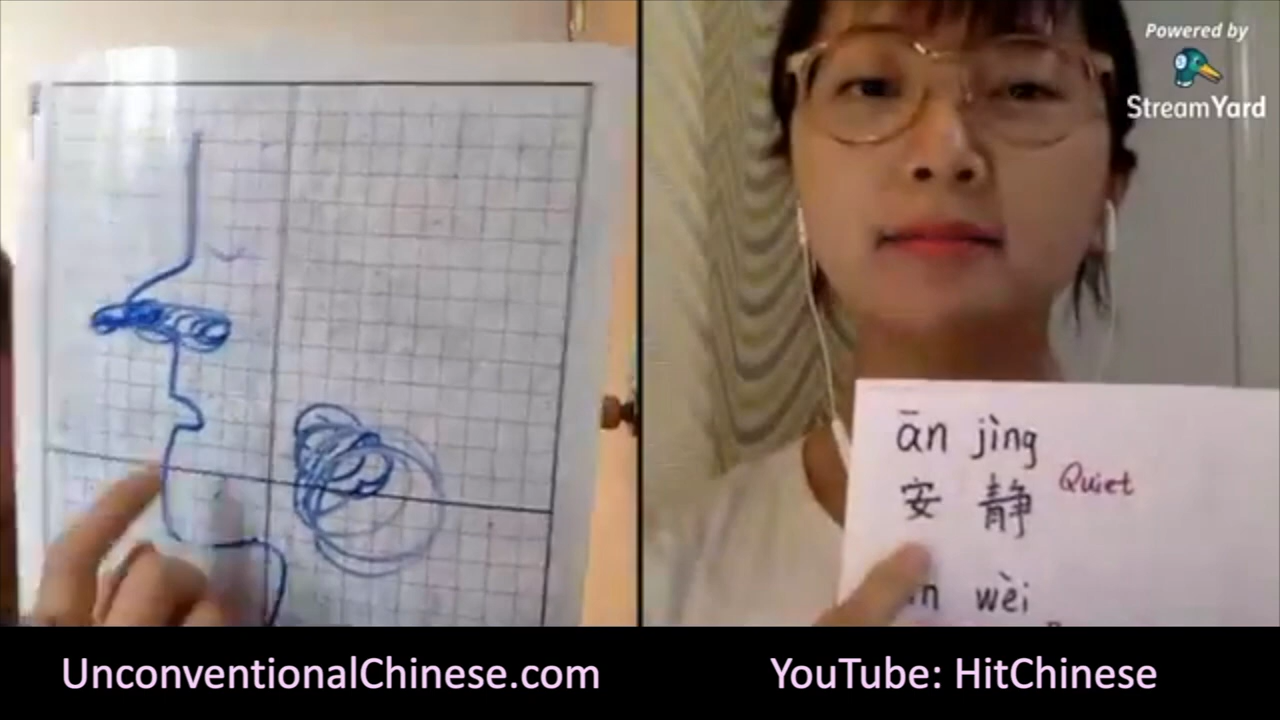 Powered by
StreamYard
ān jìng
安 静 Quiet
wèi
UnconventionalChinese.com
YouTube: HitChinese